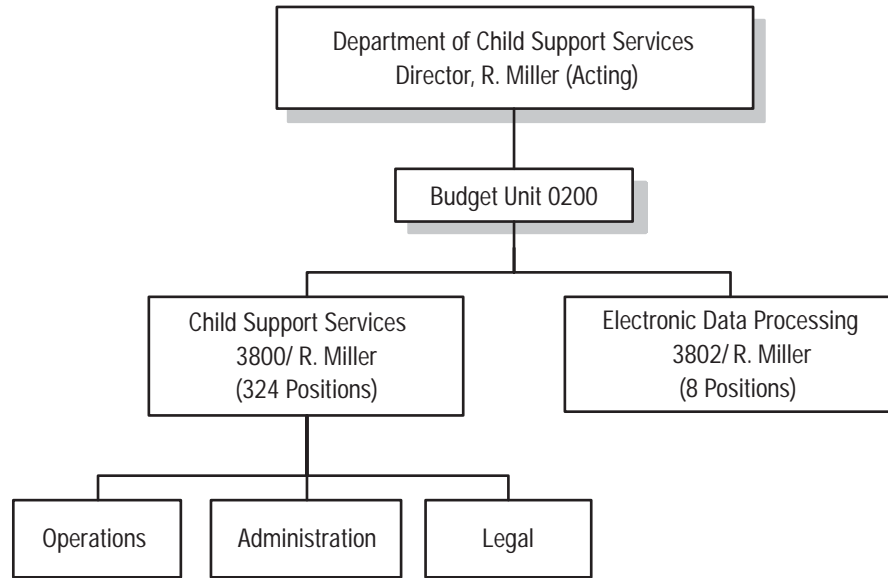 Department of Child Support Services
Director, R. Miller (Acting)
Budget Unit 0200
Child Support Services
3800/ R. Miller
(324 Positions)
Electronic Data Processing
3802/ R. Miller
(8 Positions)
Operations
Administration
Legal